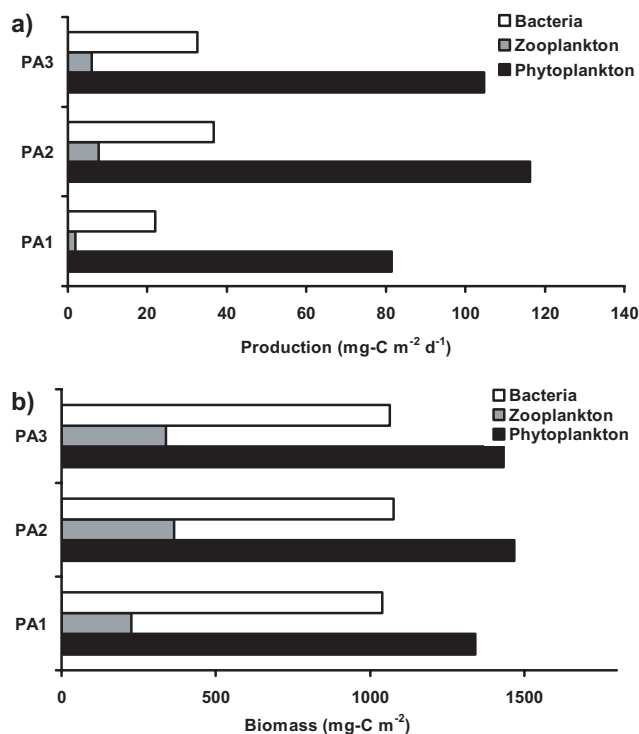 a)
Bacteria
Zooplankton
Phytoplankton
PA3
PA2
PA1
0 20 40 60 80 100 120 140
Production (mg-C m⁻² d⁻¹)
b)
Bacteria
Zooplankton
Phytoplankton
PA3
PA2
PA1
0 500 1000 1500
Biomass (mg-C m⁻²)